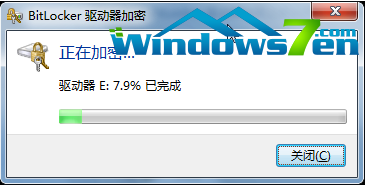 BitLocker 驱动器加密
Windows7en.com
正在加密...
驱动器 E: 7.9% 已完成
关闭(C)